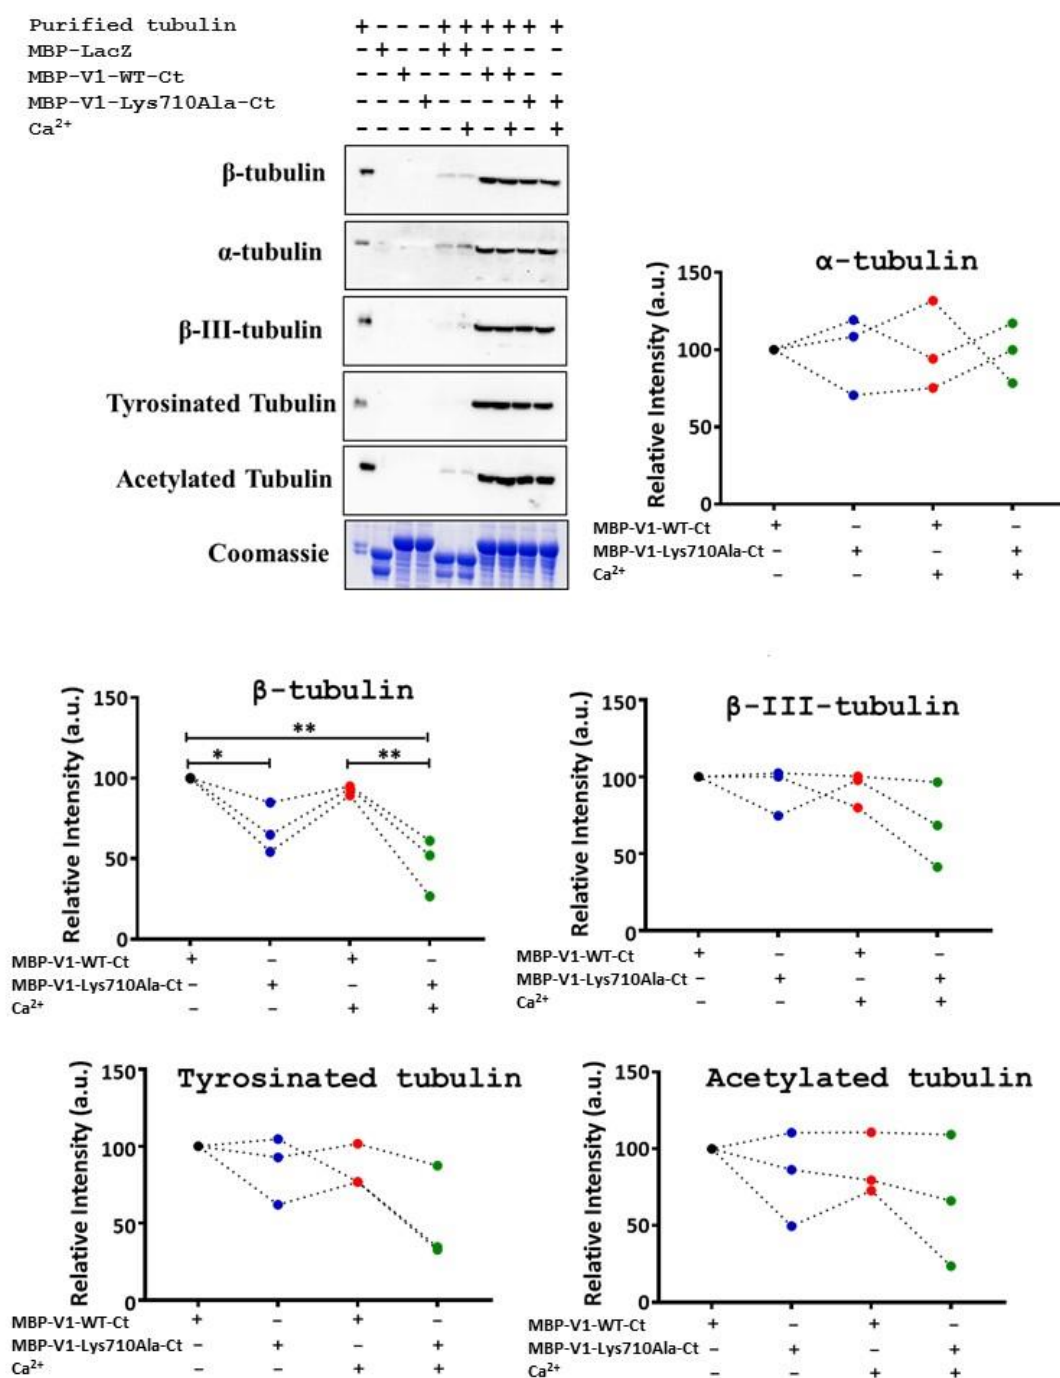 Purified tubulin + - - - + + + + + +
MBP-LacZ - + - - + + - - - -
MBP-V1-WT-Ct - - + - - - + + - -
MBP-V1-Lys710Ala-Ct - - - + - - - - + +
Ca2+ - - - - - + - + - +
β-tubulin
α-tubulin
β-III-tubulin
Tyrosinated Tubulin
Acetylated Tubulin
Coomassie
α-tubulin
Relative Intensity (a.u.)
150
100
50
0
MBP-V1-WT-Ct + - + -
MBP-V1-Lys710Ala-Ct - + - +
Ca2+ - - + +
β-tubulin
Relative Intensity (a.u.)
150
100
50
0
**
* **
MBP-V1-WT-Ct + - + -
MBP-V1-Lys710Ala-Ct - + - +
Ca2+ - - + +
β-III-tubulin
Relative Intensity (a.u.)
150
100
50
0
MBP-V1-WT-Ct + - + -
MBP-V1-Lys710Ala-Ct - + - +
Ca2+ - - + +
Tyrosinated tubulin
Relative Intensity (a.u.)
150
100
50
0
MBP-V1-WT-Ct + - + -
MBP-V1-Lys710Ala-Ct - + - +
Ca2+ - - + +
Acetylated tubulin
Relative Intensity (a.u.)
150
100
50
0
MBP-V1-WT-Ct + - + -
MBP-V1-Lys710Ala-Ct - + - +
Ca2+ - - + +